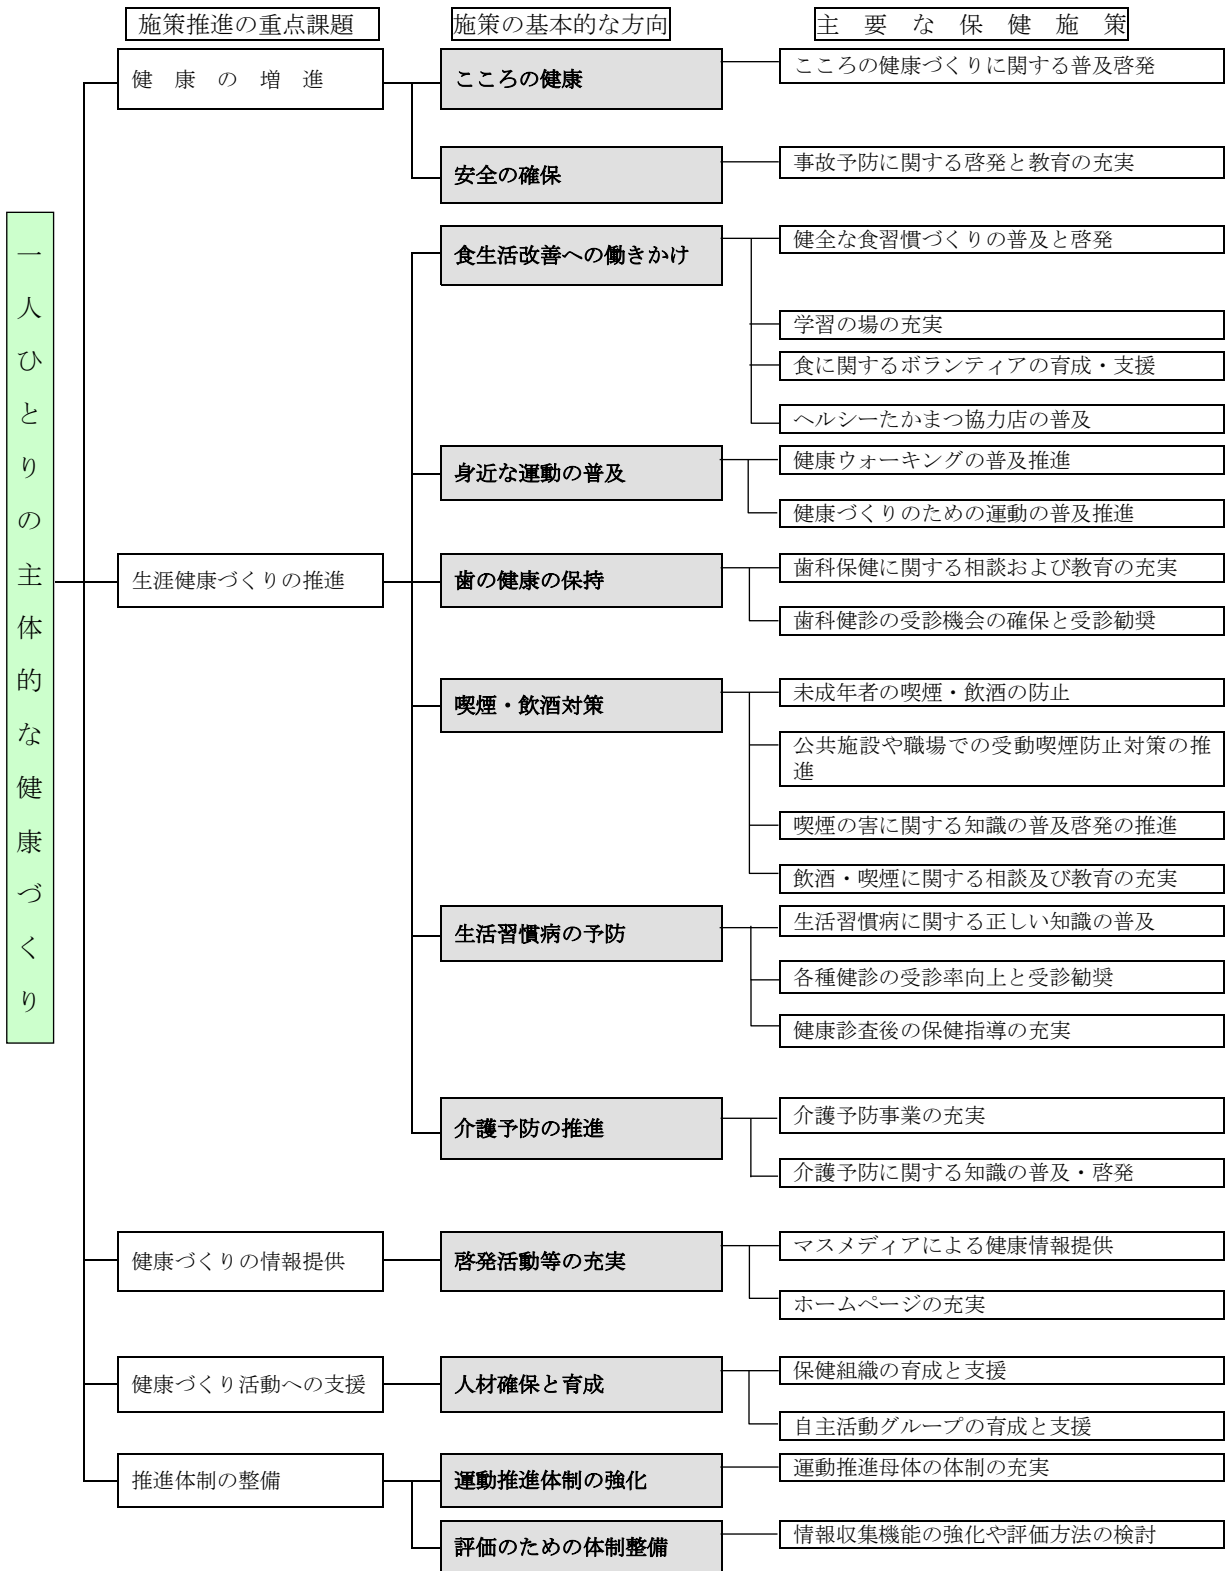 施策推進の重点課題
施策の基本的な方向
主要な保健施策
一人ひとりの主体的な健康づくり
健康の増進
こころの健康
こころの健康づくりに関する普及啓発
安全の確保
事故予防に関する啓発と教育の充実
生涯健康づくりの推進
食生活改善への働きかけ
健全な食習慣づくりの普及と啓発
学習の場の充実
食に関するボランティアの育成・支援
ヘルシーたかまつ協力店の普及
身近な運動の普及
健康ウォーキングの普及推進
健康づくりのための運動の普及推進
歯の健康の保持
歯科保健に関する相談および教育の充実
歯科健診の受診機会の確保と受診勧奨
喫煙・飲酒対策
未成年者の喫煙・飲酒の防止
公共施設や職場での受動喫煙防止対策の推
進
喫煙の害に関する知識の普及啓発の推進
飲酒・喫煙に関する相談及び教育の充実
生活習慣病の予防
生活習慣病に関する正しい知識の普及
各種健診の受診率向上と受診勧奨
健康診査後の保健指導の充実
介護予防の推進
介護予防事業の充実
介護予防に関する知識の普及・啓発
健康づくりの情報提供
啓発活動等の充実
マスメディアによる健康情報提供
ホームページの充実
健康づくり活動への支援
人材確保と育成
保健組織の育成と支援
自主活動グループの育成と支援
推進体制の整備
運動推進体制の強化
運動推進母体の体制の充実
評価のための体制整備
情報収集機能の強化や評価方法の検討